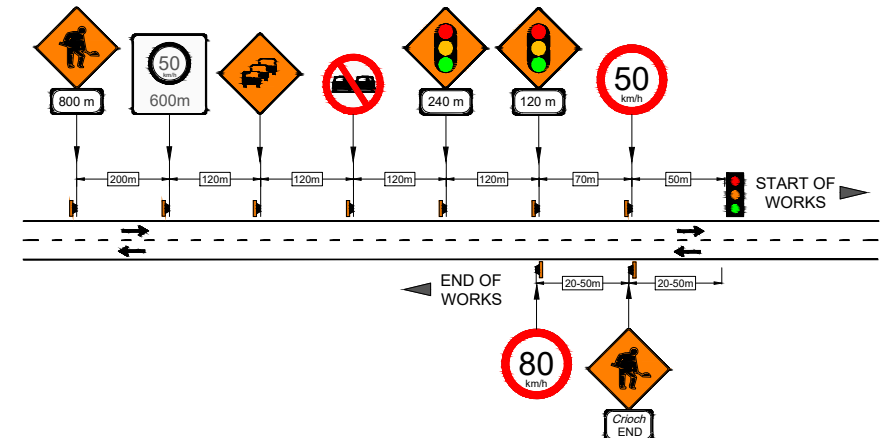 50
km/h
600m
800 m
240 m
120 m
50
km/h
200m
120m
120m
120m
120m
70m
50m
START OF
WORKS
END OF
WORKS
20-50m
20-50m
80
km/h
Crioch
END